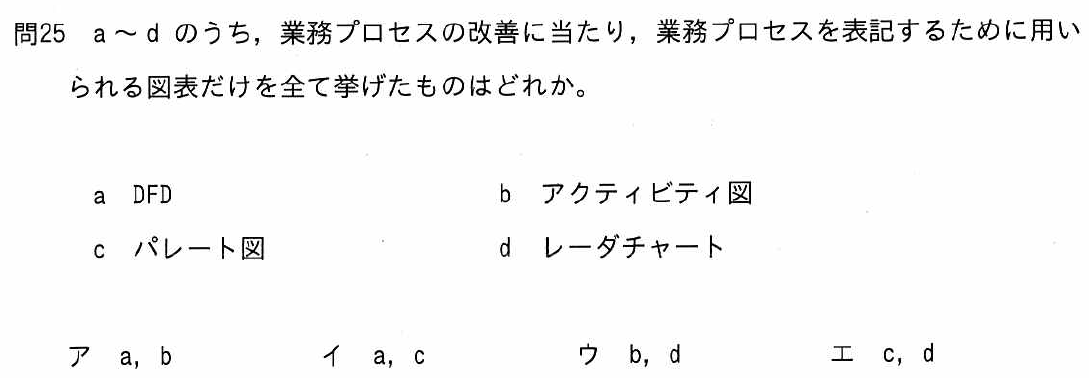 問25 a～d のうち，業務プロセスの改善に当たり，業務プロセスを表記するために用い
られる図表だけを全て挙げたものはどれか。
a DFD b アクティビティ図
c パレート図 d レーダチャート
ア a，b イ a，c ウ b，d エ c，d